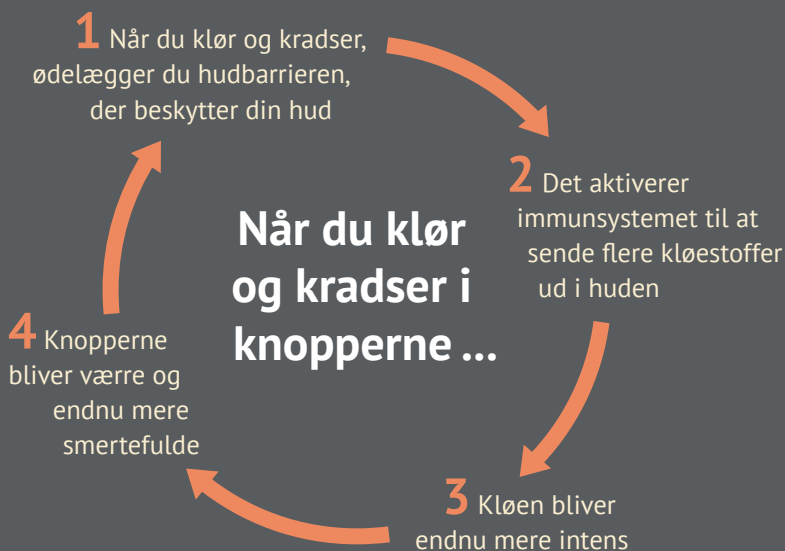 1 Når du klør og kradser,
ødelægger du hudbarrieren,
der beskytter din hud
2 Det aktiverer
immunsystemet til at
sende flere kløestoffer
ud i huden
Når du klør
og kradser i
knopperne ...
3 Kløen bliver
endnu mere intens
4 Knopperne
bliver værre og
endnu mere
smertefulde